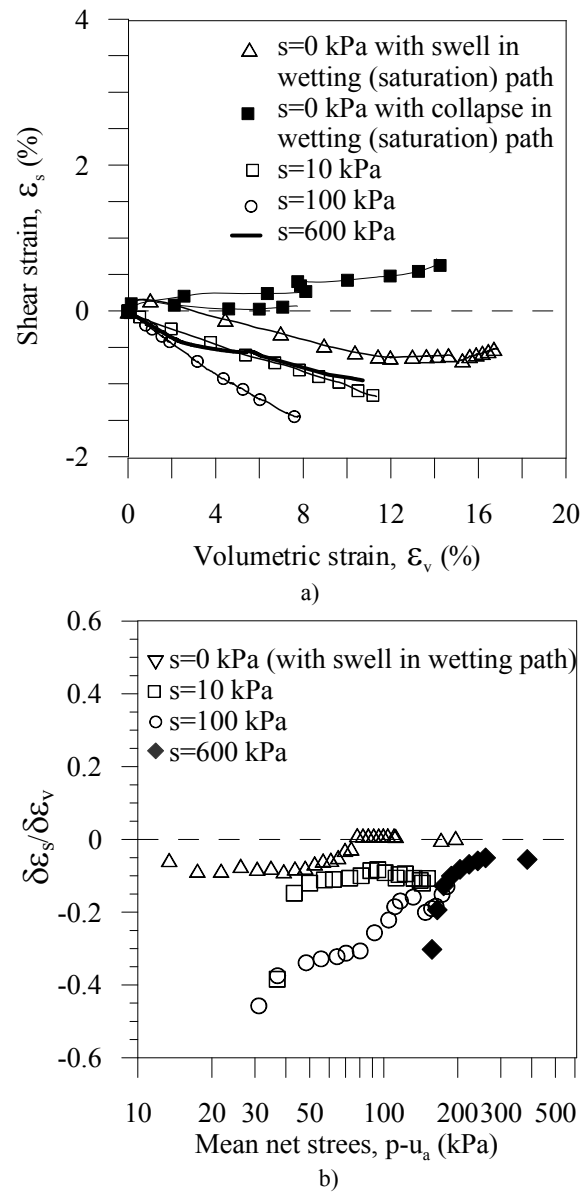 4
2
0
-2
Shear strain, εs (%)
s=0 kPa with swell in
wetting (saturation) path
s=0 kPa with collapse in
wetting (saturation) path
s=10 kPa
s=100 kPa
s=600 kPa
0 4 8 12 16 20
Volumetric strain, εv (%)
a)
0.6
0.4
0.2
0
-0.2
-0.4
-0.6
δεs/δεv
s=0 kPa (with swell in wetting path)
s=10 kPa
s=100 kPa
s=600 kPa
10 20 30 50 100 200 300 500
Mean net strees, p-ua (kPa)
b)